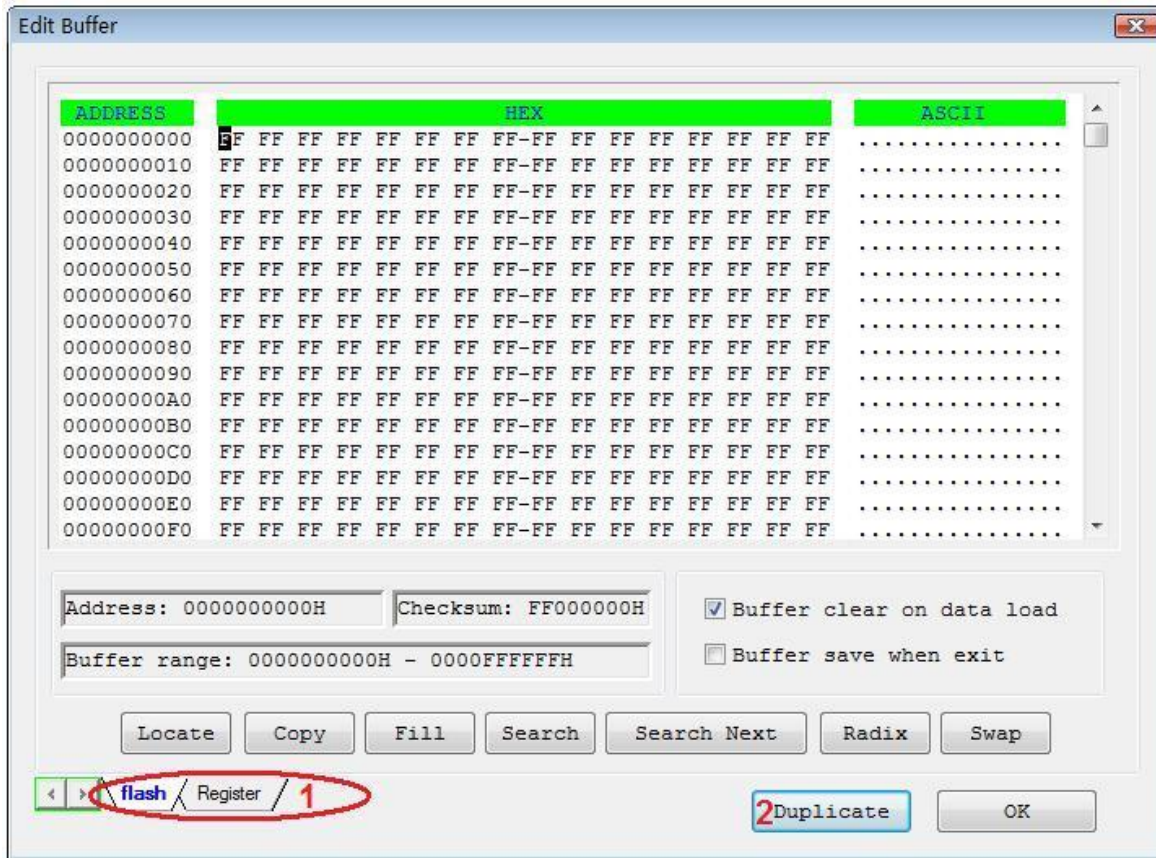 Edit Buffer
ADDRESS HEX ASCII
0000000000 FF FF FF FF FF FF FF FF-FF FF FF FF FF FF FF FF ................
0000000010 FF FF FF FF FF FF FF FF-FF FF FF FF FF FF FF FF ................
0000000020 FF FF FF FF FF FF FF FF-FF FF FF FF FF FF FF FF ................
0000000030 FF FF FF FF FF FF FF FF-FF FF FF FF FF FF FF FF ................
0000000040 FF FF FF FF FF FF FF FF-FF FF FF FF FF FF FF FF ................
0000000050 FF FF FF FF FF FF FF FF-FF FF FF FF FF FF FF FF ................
0000000060 FF FF FF FF FF FF FF FF-FF FF FF FF FF FF FF FF ................
0000000070 FF FF FF FF FF FF FF FF-FF FF FF FF FF FF FF FF ................
0000000080 FF FF FF FF FF FF FF FF-FF FF FF FF FF FF FF FF ................
0000000090 FF FF FF FF FF FF FF FF-FF FF FF FF FF FF FF FF ................
00000000A0 FF FF FF FF FF FF FF FF-FF FF FF FF FF FF FF FF ................
00000000B0 FF FF FF FF FF FF FF FF-FF FF FF FF FF FF FF FF ................
00000000C0 FF FF FF FF FF FF FF FF-FF FF FF FF FF FF FF FF ................
00000000D0 FF FF FF FF FF FF FF FF-FF FF FF FF FF FF FF FF ................
00000000E0 FF FF FF FF FF FF FF FF-FF FF FF FF FF FF FF FF ................
00000000F0 FF FF FF FF FF FF FF FF-FF FF FF FF FF FF FF FF ................
Address: 0000000000H Checksum: FF000000H
Buffer range: 0000000000H - 0000FFFFFFH
Buffer clear on data load
Buffer save when exit
Locate Copy Fill Search Search Next Radix Swap
flash Register 1
2 Duplicate OK